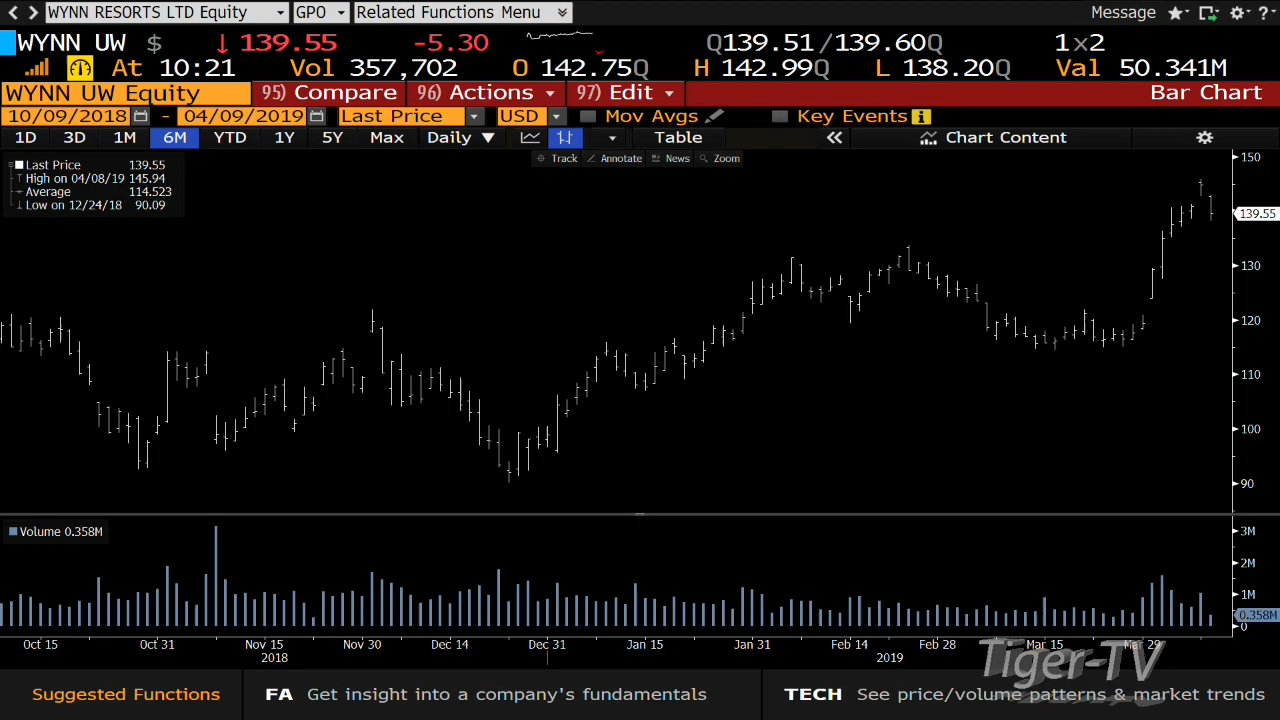 WYNN RESORTS LTD Equity GPO Related Functions Menu Message ?
WYNN UW $ ↓ 139.55 -5.30 Q139.51/139.60Q 1x2
At 10:21 Vol 357,702 O 142.75Q H 142.99Q L 138.20Q Val 50.341M
WYNN UW Equity 95) Compare 96) Actions 97) Edit Bar Chart
10/09/2018 - 04/09/2019 Last Price USD Mov Avgs Key Events i
1D 3D 1M 6M YTD 1Y 5Y Max Daily ▼ Table « Chart Content
Track Annotate News Zoom
Last Price 139.55
High on 04/08/19 145.94
Average 114.523
Low on 12/24/18 90.09
150
139.55
130
120
110
100
90
Volume 0.358M
3M
2M
1M
0.358M
0
Oct 15 Oct 31 Nov 15 Nov 30 Dec 14 Dec 31 Jan 15 Jan 31 Feb 14 Feb 28 Mar 15 Mar 29
2018 2019
Tiger-TV
Suggested Functions FA Get insight into a company's fundamentals TECH See price/volume patterns & market trends